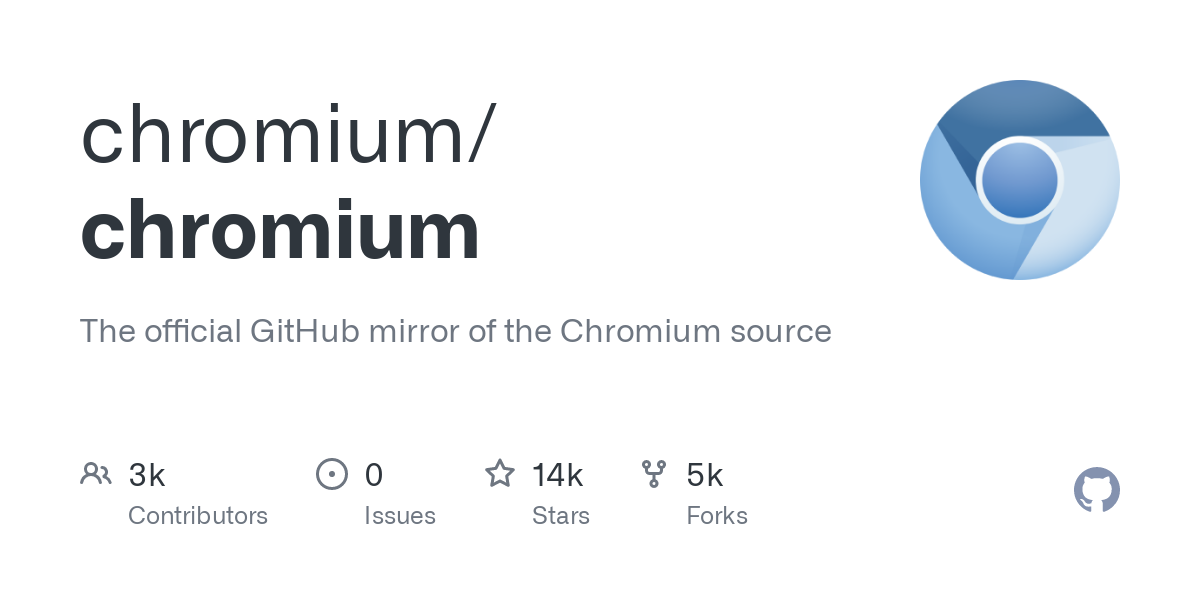 chromium/
chromium
The official GitHub mirror of the Chromium source
3k
Contributors
0
Issues
14k
Stars
5k
Forks